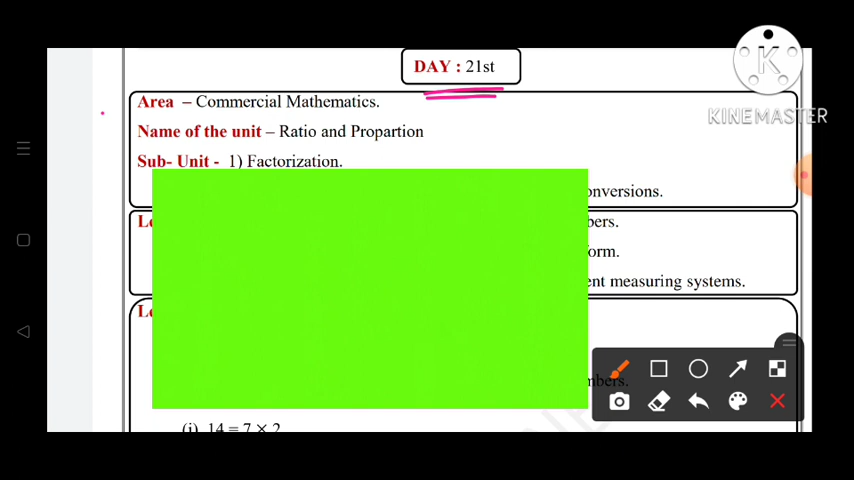 DAY : 21st
Area – Commercial Mathematics.
K
KINEMASTER
Name of the unit – Ratio and Propartion
Sub- Unit - 1) Factorization.
onversions.
bers.
orm.
ent measuring systems.
mbers.
(i) 14 = 7 × 2